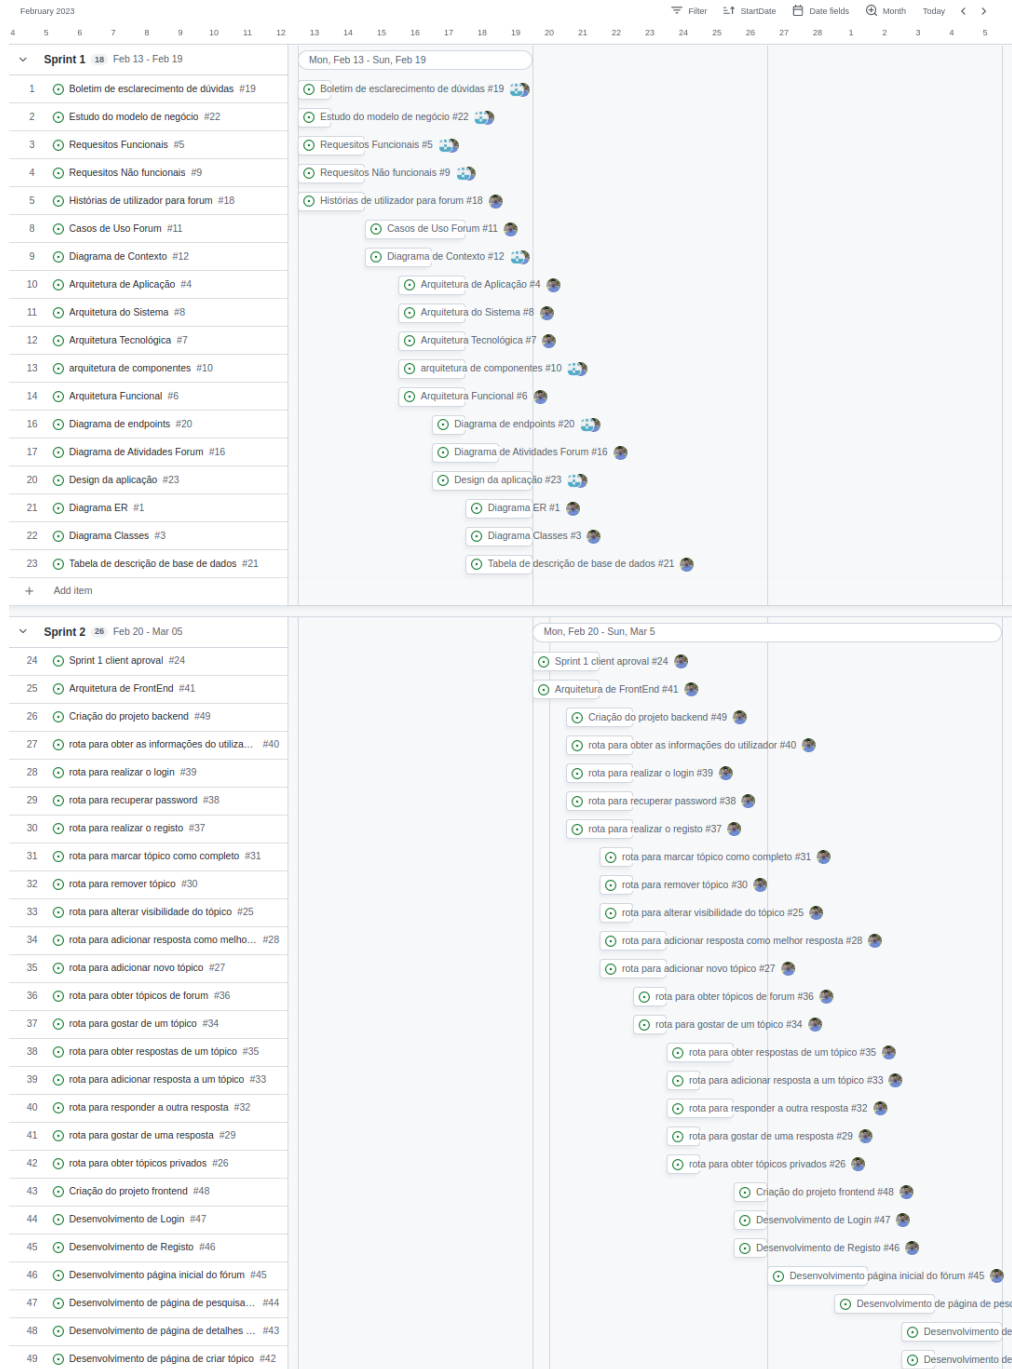 February 2023
Filter StartDate Date fields Month Today
4 5 6 7 8 9 10 11 12 13 14 15 16 17 18 19 20 21 22 23 24 25 26 27 28 1 2 3 4 5
Sprint 1 18 Feb 13 - Feb 19 Mon, Feb 13 - Sun, Feb 19
1 Boletim de esclarecimento de dúvidas #19 Boletim de esclarecimento de dúvidas #19
2 Estudo do modelo de negócio #22 Estudo do modelo de negócio #22
3 Requesitos Funcionais #5 Requesitos Funcionais #5
4 Requesitos Não funcionais #9 Requesitos Não funcionais #9
5 Histórias de utilizador para forum #18 Histórias de utilizador para forum #18
8 Casos de Uso Forum #11 Casos de Uso Forum #11
9 Diagrama de Contexto #12 Diagrama de Contexto #12
10 Arquitetura de Aplicação #4 Arquitetura de Aplicação #4
11 Arquitetura do Sistema #8 Arquitetura do Sistema #8
12 Arquitetura Tecnológica #7 Arquitetura Tecnológica #7
13 arquitetura de componentes #10 arquitetura de componentes #10
14 Arquitetura Funcional #6 Arquitetura Funcional #6
16 Diagrama de endpoints #20 Diagrama de endpoints #20
17 Diagrama de Atividades Forum #16 Diagrama de Atividades Forum #16
20 Design da aplicação #23 Design da aplicação #23
21 Diagrama ER #1 Diagrama ER #1
22 Diagrama Classes #3 Diagrama Classes #3
23 Tabela de descrição de base de dados #21 Tabela de descrição de base de dados #21
+ Add item
Sprint 2 26 Feb 20 - Mar 05 Mon, Feb 20 - Sun, Mar 5
24 Sprint 1 client aproval #24 Sprint 1 client aproval #24
25 Arquitetura de FrontEnd #41 Arquitetura de FrontEnd #41
26 Criação do projeto backend #49 Criação do projeto backend #49
27 rota para obter as informações do utiliza... #40 rota para obter as informações do utilizador #40
28 rota para realizar o login #39 rota para realizar o login #39
29 rota para recuperar password #38 rota para recuperar password #38
30 rota para realizar o registo #37 rota para realizar o registo #37
31 rota para marcar tópico como completo #31 rota para marcar tópico como completo #31
32 rota para remover tópico #30 rota para remover tópico #30
33 rota para alterar visibilidade do tópico #25 rota para alterar visibilidade do tópico #25
34 rota para adicionar resposta como melho... #28 rota para adicionar resposta como melhor resposta #28
35 rota para adicionar novo tópico #27 rota para adicionar novo tópico #27
36 rota para obter tópicos de forum #36 rota para obter tópicos de forum #36
37 rota para gostar de um tópico #34 rota para gostar de um tópico #34
38 rota para obter respostas de um tópico #35 rota para obter respostas de um tópico #35
39 rota para adicionar resposta a um tópico #33 rota para adicionar resposta a um tópico #33
40 rota para responder a outra resposta #32 rota para responder a outra resposta #32
41 rota para gostar de uma resposta #29 rota para gostar de uma resposta #29
42 rota para obter tópicos privados #26 rota para obter tópicos privados #26
43 Criação do projeto frontend #48 Criação do projeto frontend #48
44 Desenvolvimento de Login #47 Desenvolvimento de Login #47
45 Desenvolvimento de Registo #46 Desenvolvimento de Registo #46
46 Desenvolvimento página inicial do fórum #45 Desenvolvimento página inicial do fórum #45
47 Desenvolvimento de página de pesquisa... #44 Desenvolvimento de página de pesq
48 Desenvolvimento de página de detalhes ... #43 Desenvolvimento de
49 Desenvolvimento de página de criar tópico #42 Desenvolvimento de